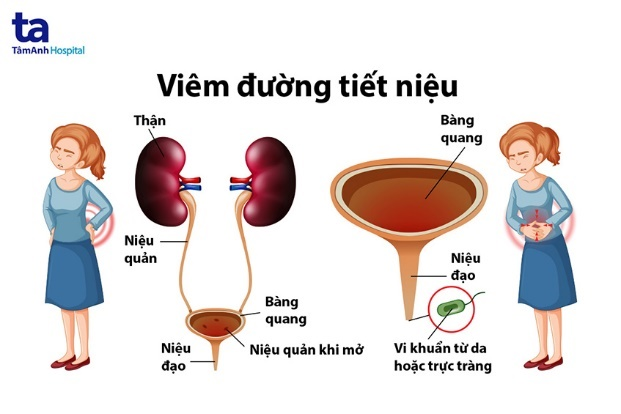 ta
TâmAnh Hospital
Viêm đường tiết niệu
Thận
Niệu
quản
Bàng
quang
Niệu
đạo
Niệu quản khi mở
Bàng
quang
Niệu
đạo
Vi khuẩn từ da
hoặc trực tràng